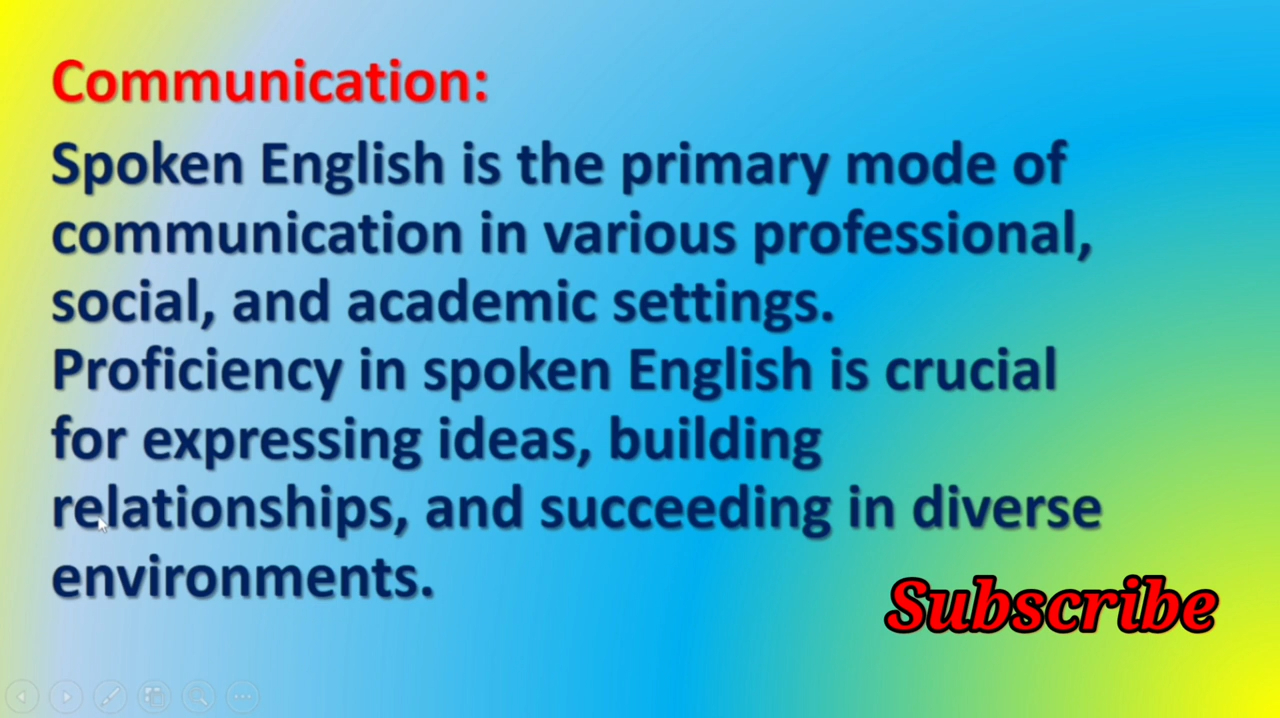 Communication:
Spoken English is the primary mode of
communication in various professional,
social, and academic settings.
Proficiency in spoken English is crucial
for expressing ideas, building
relationships, and succeeding in diverse
environments.
Subscribe